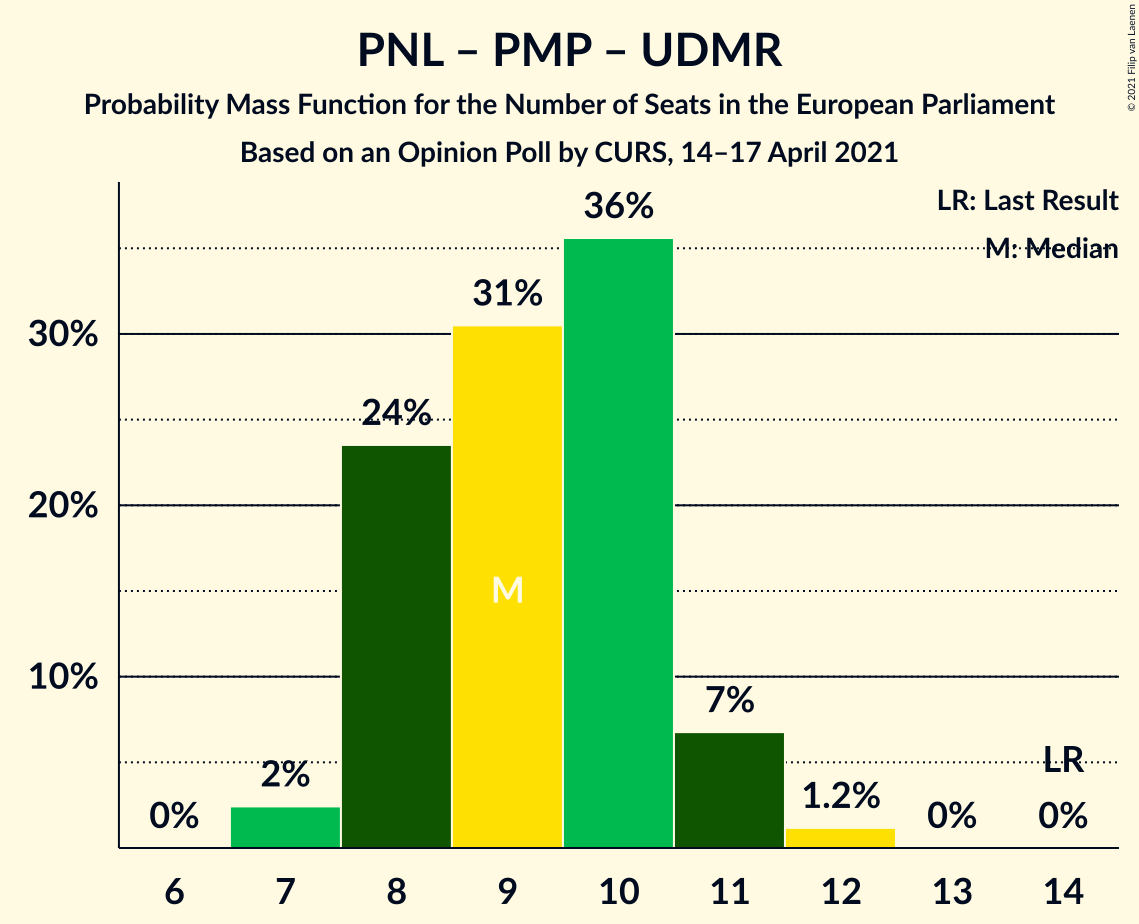 PNL – PMP – UDMR
Probability Mass Function for the Number of Seats in the European Parliament
Based on an Opinion Poll by CURS, 14–17 April 2021
© 2021 Filip van Laenen
LR: Last Result
M: Median
36%
31%
30%
24%
20%
M
10%
7%
LR
2%
1.2%
0%
0%
0%
6 7 8 9 10 11 12 13 14